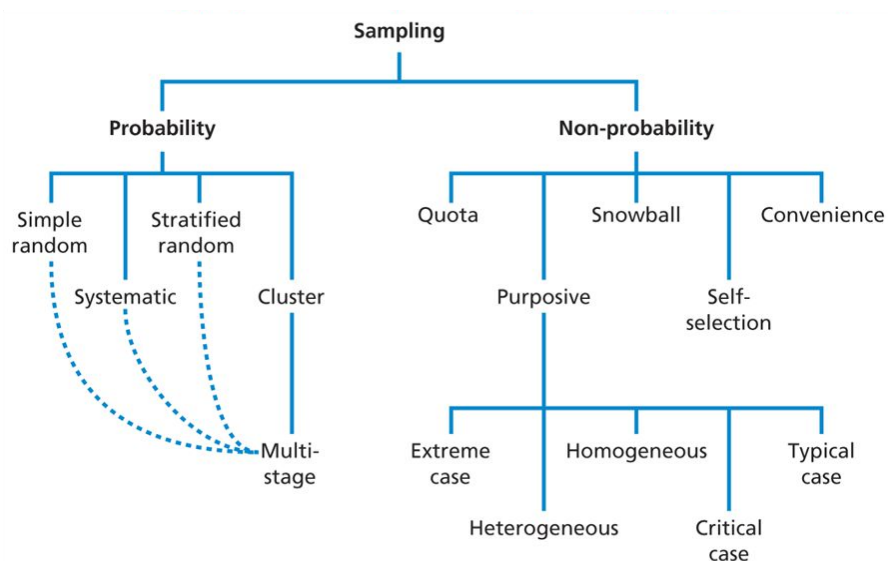 Sampling
Probability
Non-probability
Simple
random
Stratified
random
Quota
Snowball
Convenience
Systematic
Cluster
Purposive
Self-
selection
Multi-
stage
Extreme
case
Homogeneous
Typical
case
Heterogeneous
Critical
case